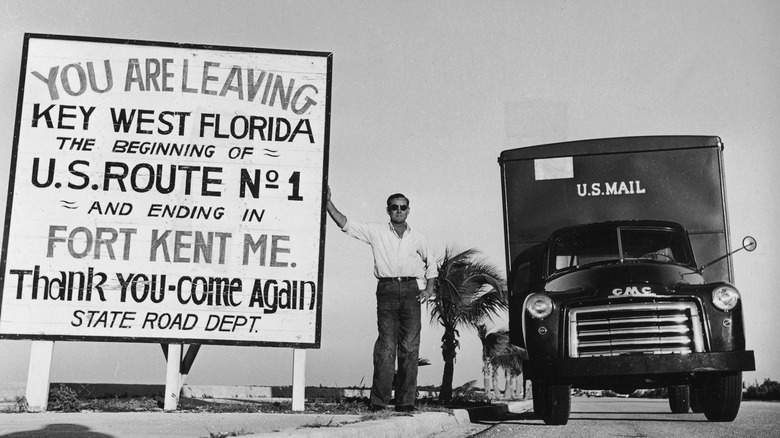 YOU ARE LEAVING
KEY WEST FLORIDA
THE BEGINNING OF
U.S. ROUTE Nº 1
AND ENDING IN
FORT KENT ME.
Thank you-come Again
STATE ROAD DEPT.
U.S. MAIL
GMC